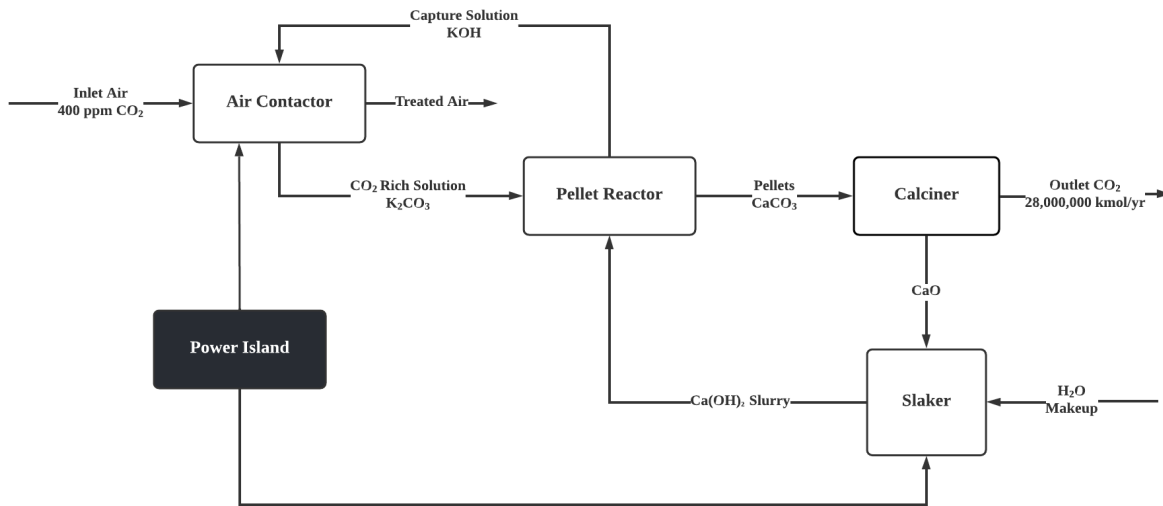 Capture Solution
KOH
Inlet Air
400 ppm CO₂
Air Contactor
Treated Air
CO₂ Rich Solution
K₂CO₃
Pellet Reactor
Pellets
CaCO₃
Calciner
Outlet CO₂
28,000,000 kmol/yr
CaO
Power Island
Ca(OH)₂ Slurry
Slaker
H₂O
Makeup